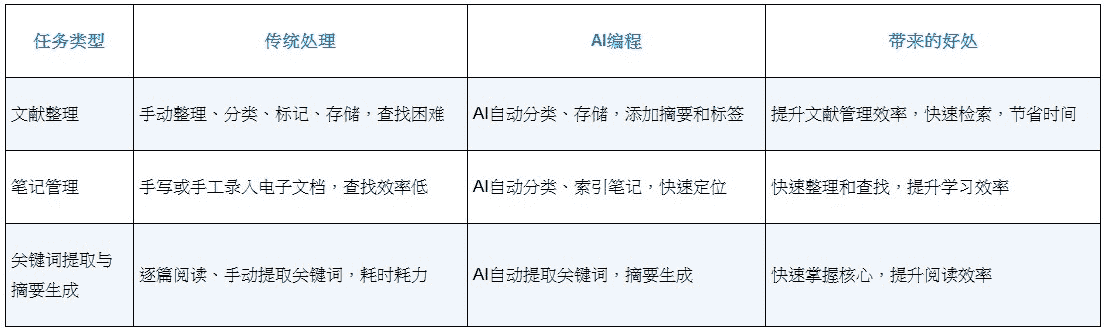 任务类型 传统处理 AI编程 带来的好处
文献整理 手动整理、分类、标记、存储，查找困难 AI自动分类、存储，添加摘要和标签 提升文献管理效率，快速检索，节省时间
笔记管理 手写或手工录入电子文档，查找效率低 AI自动分类、索引笔记，快速定位 快速整理和查找，提升学习效率
关键词提取与
摘要生成 逐篇阅读、手动提取关键词，耗时耗力 AI自动提取关键词，摘要生成 快速掌握核心，提升阅读效率